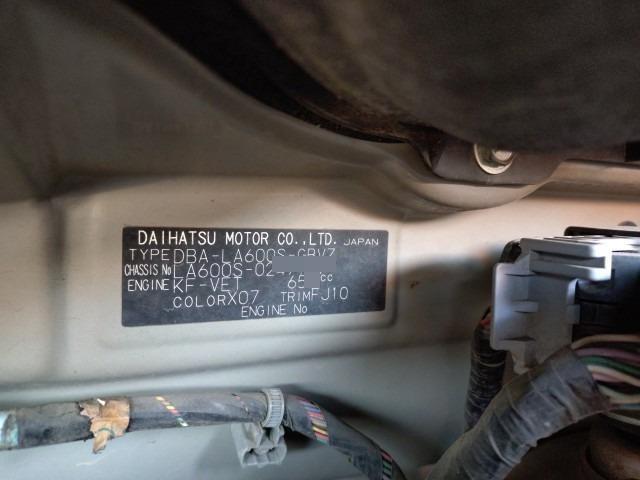 DAIHATSU MOTOR CO.,LTD. JAPAN
TYPE DBA-LA600S-GBVZ
CHASSIS No LA600S-02
ENGINE KF-VET 65 cc
COLOR X07 TRIM FJ10
ENGINE No